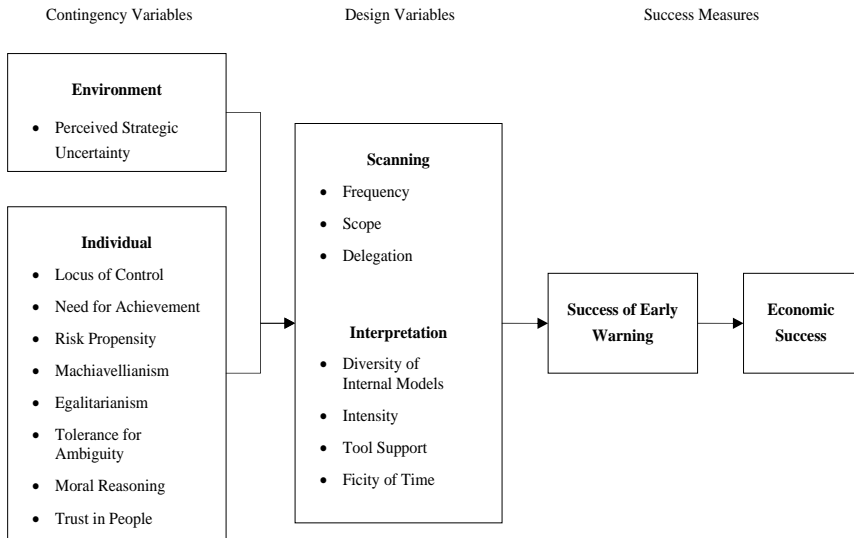 Contingency Variables
Design Variables
Success Measures
Environment
• Perceived Strategic
Uncertainty
Individual
• Locus of Control
• Need for Achievement
• Risk Propensity
• Machiavellianism
• Egalitarianism
• Tolerance for
Ambiguity
• Moral Reasoning
• Trust in People
Scanning
• Frequency
• Scope
• Delegation
Interpretation
• Diversity of
Internal Models
• Intensity
• Tool Support
• Ficity of Time
Success of Early
Warning
Economic
Success